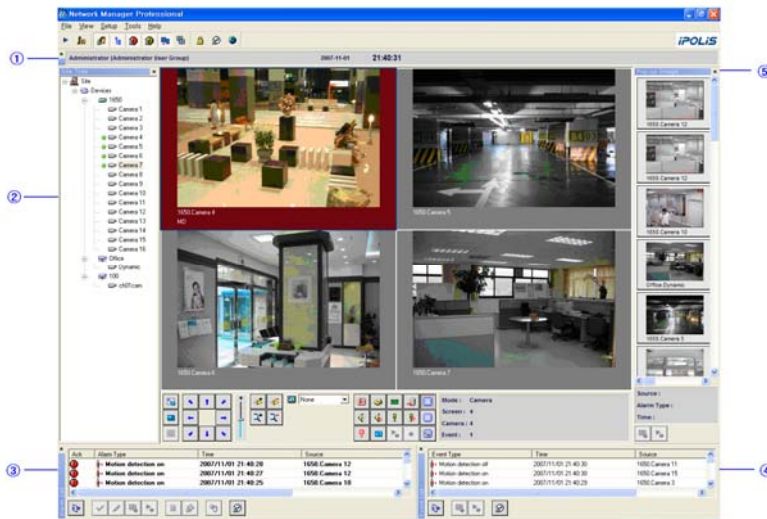 Network Manager Professional
File View Setup Tools Help
iPOLiS
①
Administrator (Administrator User Group) 2007-11-01 21:40:31
⑤
Site
Devices
1650
Camera 1
Camera 2
Camera 3
Camera 4
Camera 5
Camera 6
Camera 7
Camera 8
Camera 9
Camera 10
Camera 11
Camera 12
Camera 13
Camera 14
Camera 15
Camera 16
Office
Dynamic
100
②
1650.Camera 4
MD
1650.Camera 5
1650.Camera 6
1650.Camera 7
1650.Camera 12
1650.Camera 12
1650.Camera 10
Office.Dynamic
1650.Camera 3
Source :
Alarm Type :
Time :
None
Mode : Camera
Screen : 4
Camera : 4
Event : 1
③
Ack Alarm Type Time Source
Motion detection on 2007/11/01 21:40:28 1650.Camera 12
Motion detection on 2007/11/01 21:40:27 1650.Camera 12
Motion detection on 2007/11/01 21:40:25 1650.Camera 10
④
Event Type Time Source
Motion detection off 2007/11/01 21:40:30 1650.Camera 11
Motion detection on 2007/11/01 21:40:30 1650.Camera 15
Motion detection on 2007/11/01 21:40:29 1650.Camera 3